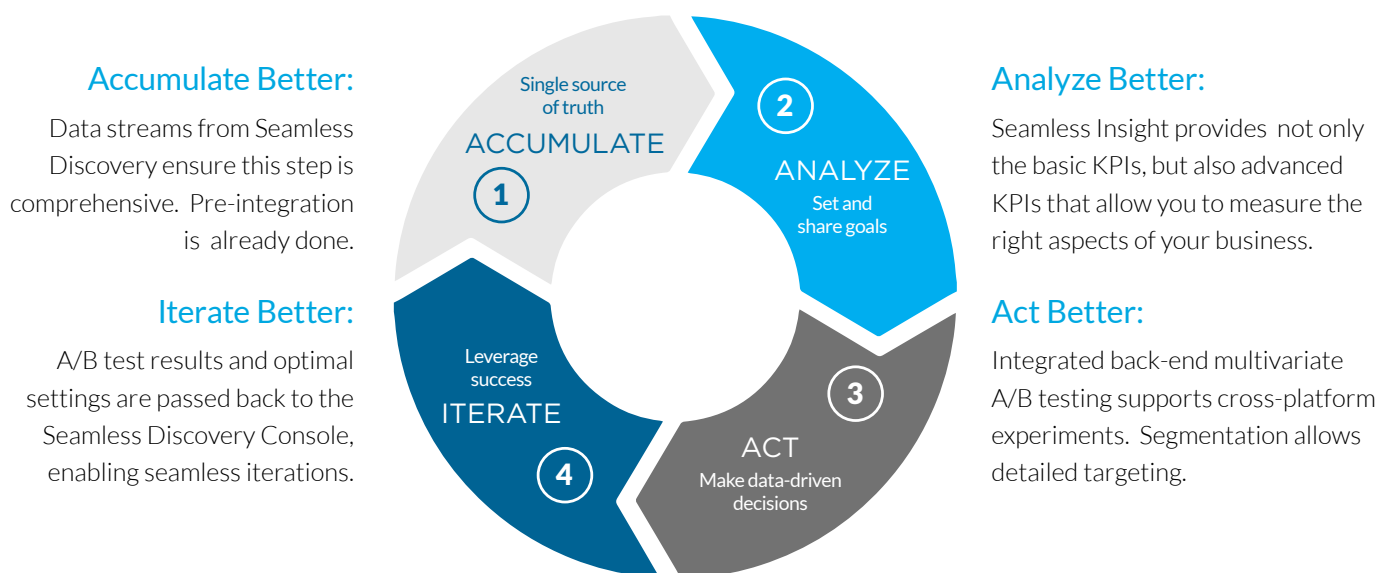 Accumulate Better:
Data streams from Seamless
Discovery ensure this step is
comprehensive. Pre-integration
is already done.
Single source
of truth
ACCUMULATE
1
2
ANALYZE
Set and
share goals
Analyze Better:
Seamless Insight provides not only
the basic KPIs, but also advanced
KPIs that allow you to measure the
right aspects of your business.
Iterate Better:
A/B test results and optimal
settings are passed back to the
Seamless Discovery Console,
enabling seamless iterations.
Leverage
success
ITERATE
4
3
ACT
Make data-driven
decisions
Act Better:
Integrated back-end multivariate
A/B testing supports cross-platform
experiments. Segmentation allows
detailed targeting.